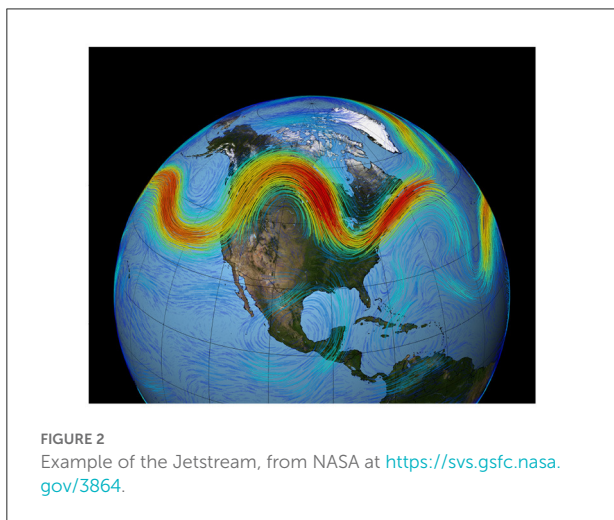 FIGURE 2
Example of the Jetstream, from NASA at https://svs.gsfc.nasa.
gov/3864.